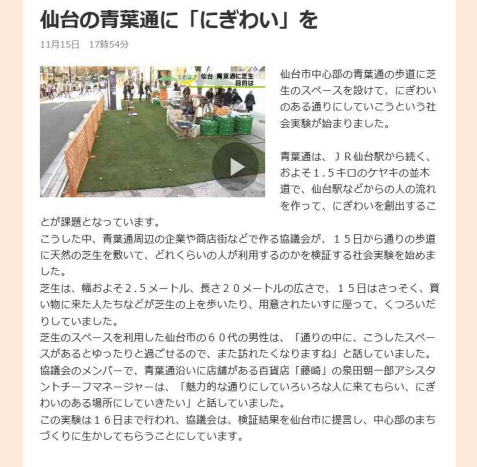 仙台の青葉通に「にぎわい」を
11月15日 17時54分
仙台 青葉通に芝生
目的は
仙台市中心部の青葉通の歩道に芝
生のスペースを設けて、にぎわい
のある通りにしていこうという社
会実験が始まりました。
青葉通は、ＪＲ仙台駅から続く、
およそ１.５キロのケヤキの並木
道で、仙台駅などからの人の流れ
を作って、にぎわいを創出するこ
とが課題となっています。
こうした中、青葉通周辺の企業や商店街などで作る協議会が、１５日から通りの歩道
に天然の芝生を敷いて、どれくらいの人が利用するのかを検証する社会実験を始めま
した。
芝生は、幅およそ２.５メートル、長さ２０メートルの広さで、１５日はさっそく、買
い物に来た人たちなどが芝生の上を歩いたり、用意されたいすに座って、くつろいだ
りしていました。
芝生のスペースを利用した仙台市の６０代の男性は、「通りの中に、こうしたスペー
スがあるとゆったりと過ごせるので、また訪れたくなりますね」と話していました。
協議会のメンバーで、青葉通沿いに店舗がある百貨店「藤崎」の泉田朝一郎アシスタ
ントチーフマネージャーは、「魅力的な通りにしていろいろな人に来てもらい、にぎ
わいのある場所にしていきたい」と話していました。
この実験は１６日まで行われ、協議会は、検証結果を仙台市に提言し、中心部のまち
づくりに生かしてもらうことにしています。